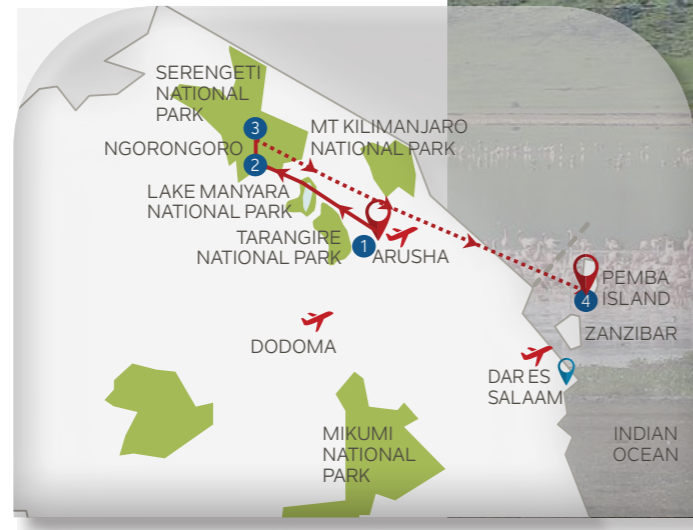 SERENGETI
NATIONAL
PARK
3
MT KILIMANJARO
NATIONAL PARK
NGORONGORO
2
LAKE MANYARA
NATIONAL PARK
TARANGIRE
NATIONAL PARK
1
ARUSHA
4
PEMBA
ISLAND
ZANZIBAR
DODOMA
DAR ES
SALAAM
MIKUMI
NATIONAL
PARK
INDIAN
OCEAN